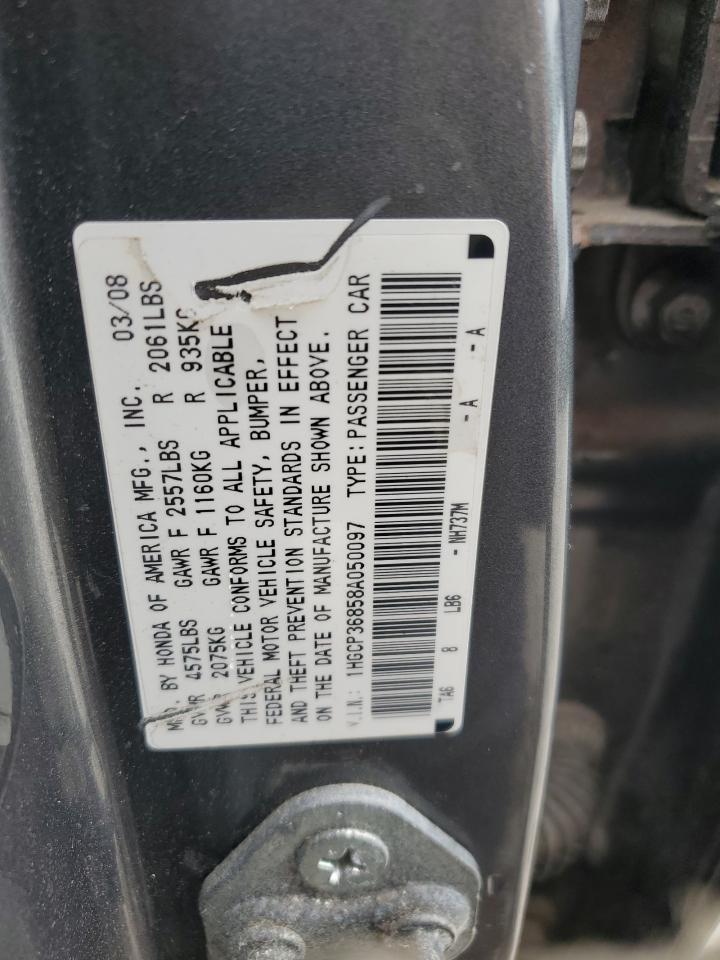 MFD. BY HONDA OF AMERICA MFG., INC. 03/08
GVWR 4575LBS GAWR F 2557LBS R 2061LBS
GVWR 2075KG GAWR F 1160KG R 935KG
THIS VEHICLE CONFORMS TO ALL APPLICABLE
FEDERAL MOTOR VEHICLE SAFETY, BUMPER,
AND THEFT PREVENTION STANDARDS IN EFFECT
ON THE DATE OF MANUFACTURE SHOWN ABOVE.
V.I.N.: 1HGCP36858A050097 TYPE: PASSENGER CAR
TA6 8 LB6 - NH737M - A - A